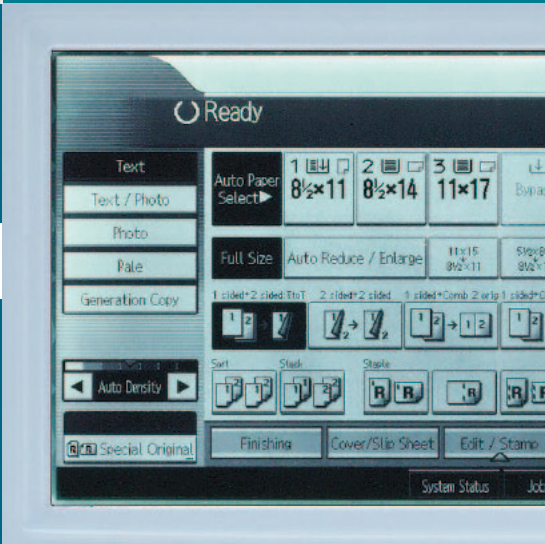 Ready
Text
Text / Photo
Photo
Pale
Generation Copy
Auto Density
Special Original
Auto Paper
Select▶
1
8½×11
2
8½×14
3
11×17
Full Size
Auto Reduce / Enlarge
11×15
8½×11
1 sided→2 sided:TtoT
2 sided→2 sided
1 sided→Comb 2 orig
1 sided→
Sort
Stack
Staple
Finishing
Cover/Slip Sheet
Edit / Stamp
System Status